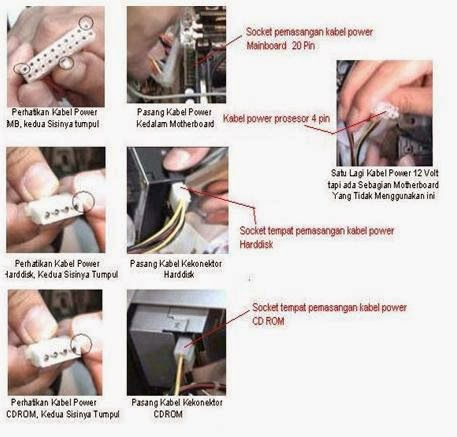 Socket pemasangan kabel power
Mainboard  20 Pin
Perhatikan Kabel Power
MB, kedua Sisinya tumpul
Pasang Kabel Power
Kedalam Motherboard
Kabel power prosesor 4 pin
Satu Lagi Kabel Power 12 Volt
tapi ada Sebagian Motherboard
Yang Tidak Menggunakan ini
Socket tempat pemasangan kabel power
Harddisk
Perhatikan Kabel Power
Harddisk, Kedua Sisinya Tumpul
Pasang Kabel Kekonektor
Harddisk
Socket tempat pemasangan kabel power
CD ROM
Perhatikan Kabel Power
CDROM, Kedua Sisinya Tumpul
Pasang Kabel Kekonektor
CDROM